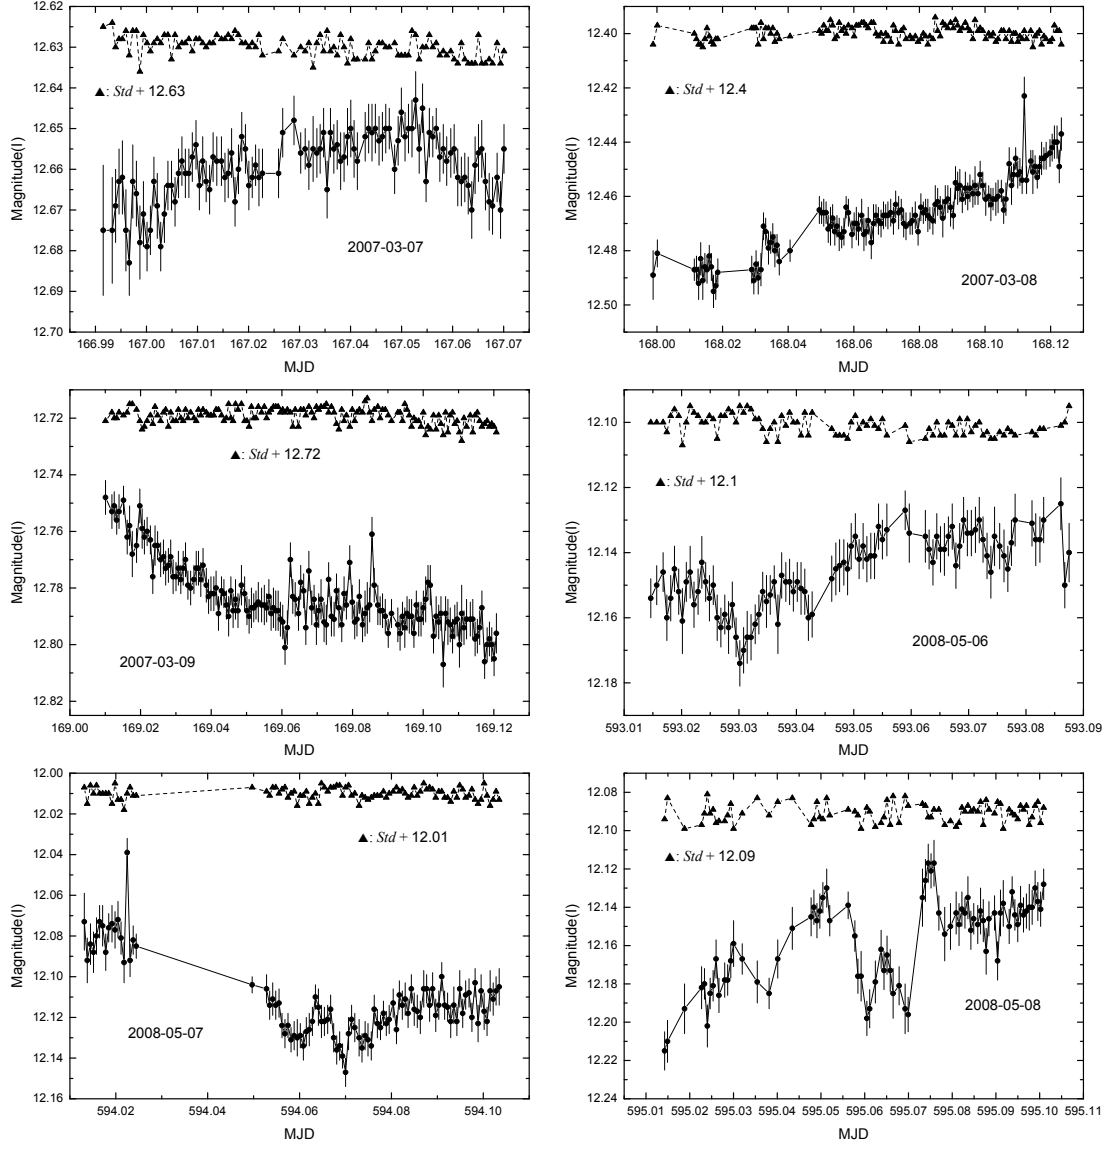 12.62
12.63
12.64
12.65
12.66
12.67
12.68
12.69
12.70
Magnitude(I)
▲: Std + 12.63
2007-03-07
166.99 167.00 167.01 167.02 167.03 167.04 167.05 167.06 167.07
MJD
12.40
12.42
12.44
12.46
12.48
12.50
Magnitude(I)
▲: Std + 12.4
2007-03-08
168.00 168.02 168.04 168.06 168.08 168.10 168.12
MJD
12.72
12.74
12.76
12.78
12.80
12.82
Magnitude(I)
▲: Std + 12.72
2007-03-09
169.00 169.02 169.04 169.06 169.08 169.10 169.12
MJD
12.10
12.12
12.14
12.16
12.18
Magnitude(I)
▲: Std + 12.1
2008-05-06
593.01 593.02 593.03 593.04 593.05 593.06 593.07 593.08 593.09
MJD
12.00
12.02
12.04
12.06
12.08
12.10
12.12
12.14
12.16
Magnitude(I)
▲: Std + 12.01
2008-05-07
594.02 594.04 594.06 594.08 594.10
MJD
12.08
12.10
12.12
12.14
12.16
12.18
12.20
12.22
12.24
Magnitude(I)
▲: Std + 12.09
2008-05-08
595.01 595.02 595.03 595.04 595.05 595.06 595.07 595.08 595.09 595.10 595.11
MJD